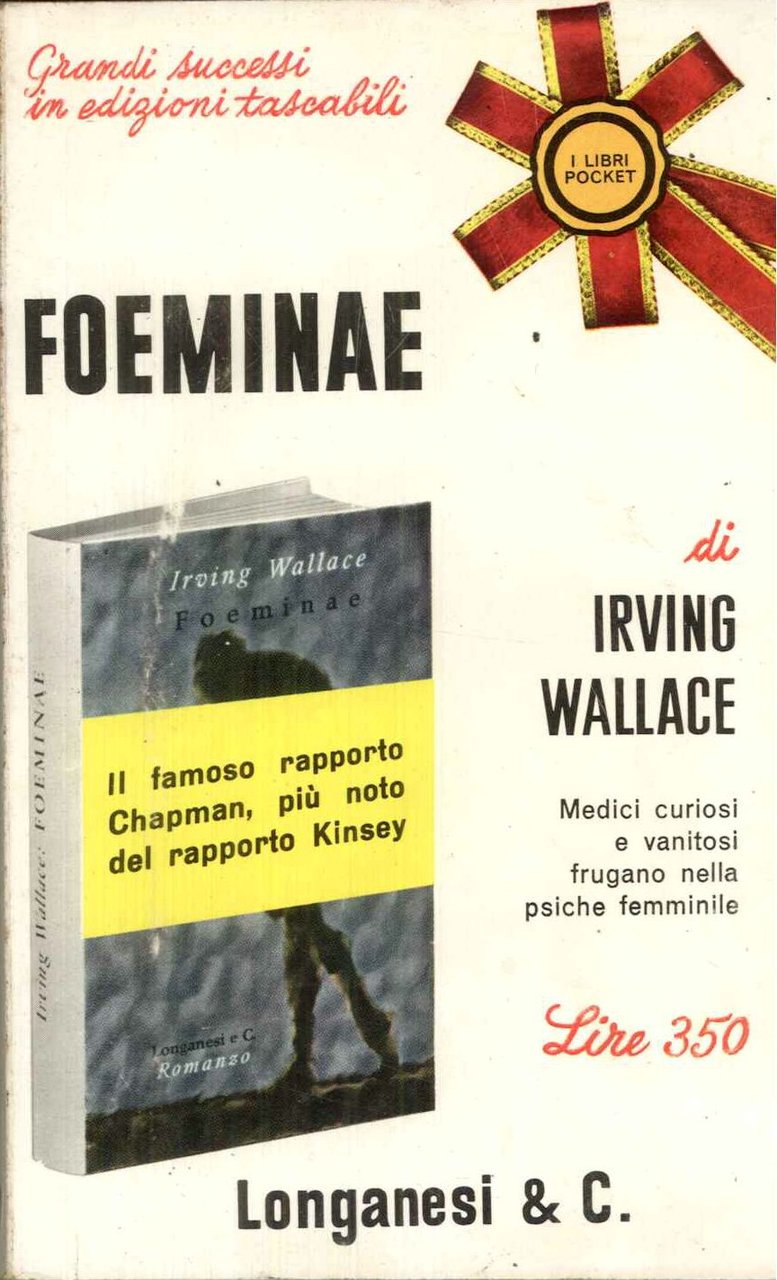 Grandi successi
in edizioni tascabili
I LIBRI
POCKET
FOEMINAE
di
IRVING
WALLACE
Medici curiosi
e vanitosi
frugano nella
psiche femminile
Lire 350
Irving Wallace
Foeminae
Il famoso rapporto
Chapman, più noto
del rapporto Kinsey
Longanesi e C.
Romanzo
Irving Wallace: FOEMINAE
Longanesi & C.